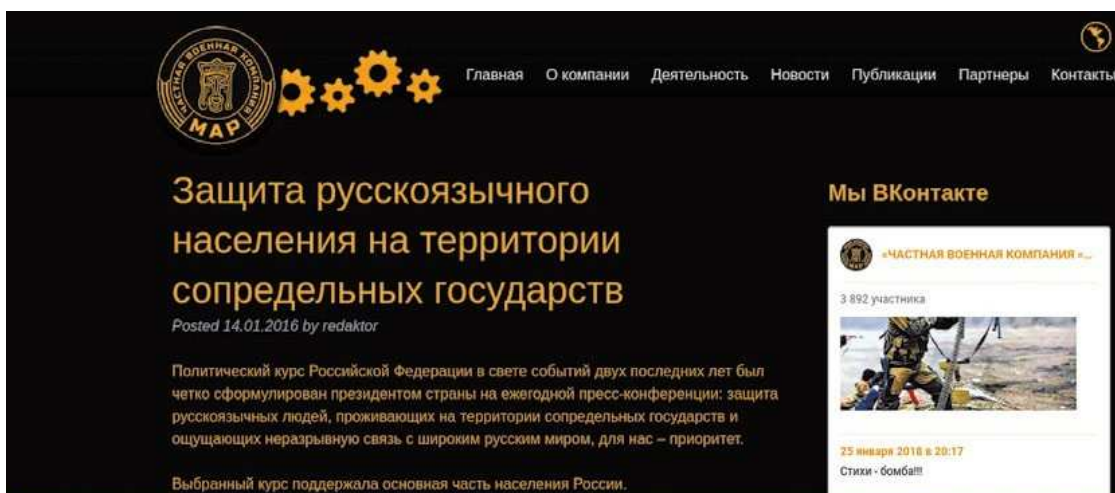 ЧАСТНАЯ ВОЕННАЯ КОМПАНИЯ
МАР
Главная О компании Деятельность Новости Публикации Партнеры Контакты
Защита русскоязычного
населения на территории
сопредельных государств
Posted 14.01.2016 by redaktor
Политический курс Российской Федерации в свете событий двух последних лет был
четко сформулирован президентом страны на ежегодной пресс-конференции: защита
русскоязычных людей, проживающих на территории сопредельных государств и
ощущающих неразрывную связь с широким русским миром, для нас – приоритет.
Выбранный курс поддержала основная часть населения России.
Мы ВКонтакте
«ЧАСТНАЯ ВОЕННАЯ КОМПАНИЯ «...
3 892 участника
25 января 2018 в 20:17
Стихи - бомба!!!